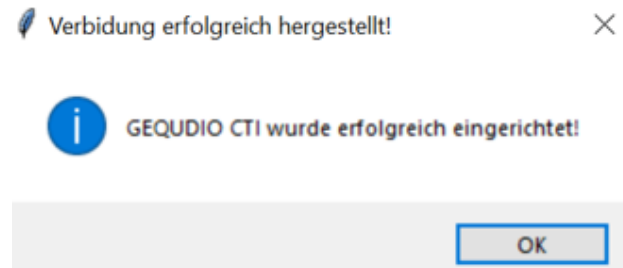 Verbidung erfolgreich hergestellt!
GEQUDIO CTI wurde erfolgreich eingerichtet!
OK